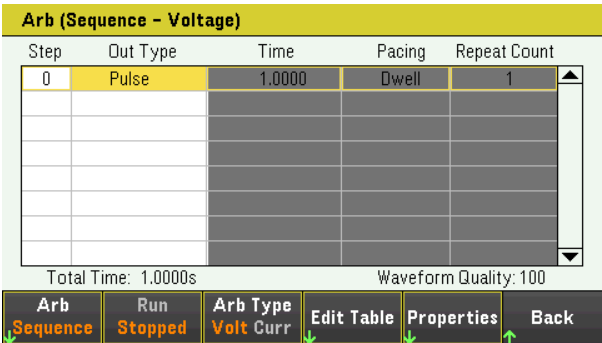 Arb (Sequence – Voltage)
Step Out Type Time Pacing Repeat Count
0 Pulse 1.0000 Dwell 1
Total Time: 1.0000s Waveform Quality: 100
Arb Run Arb Type Edit Table Properties Back
Sequence Stopped Volt Curr